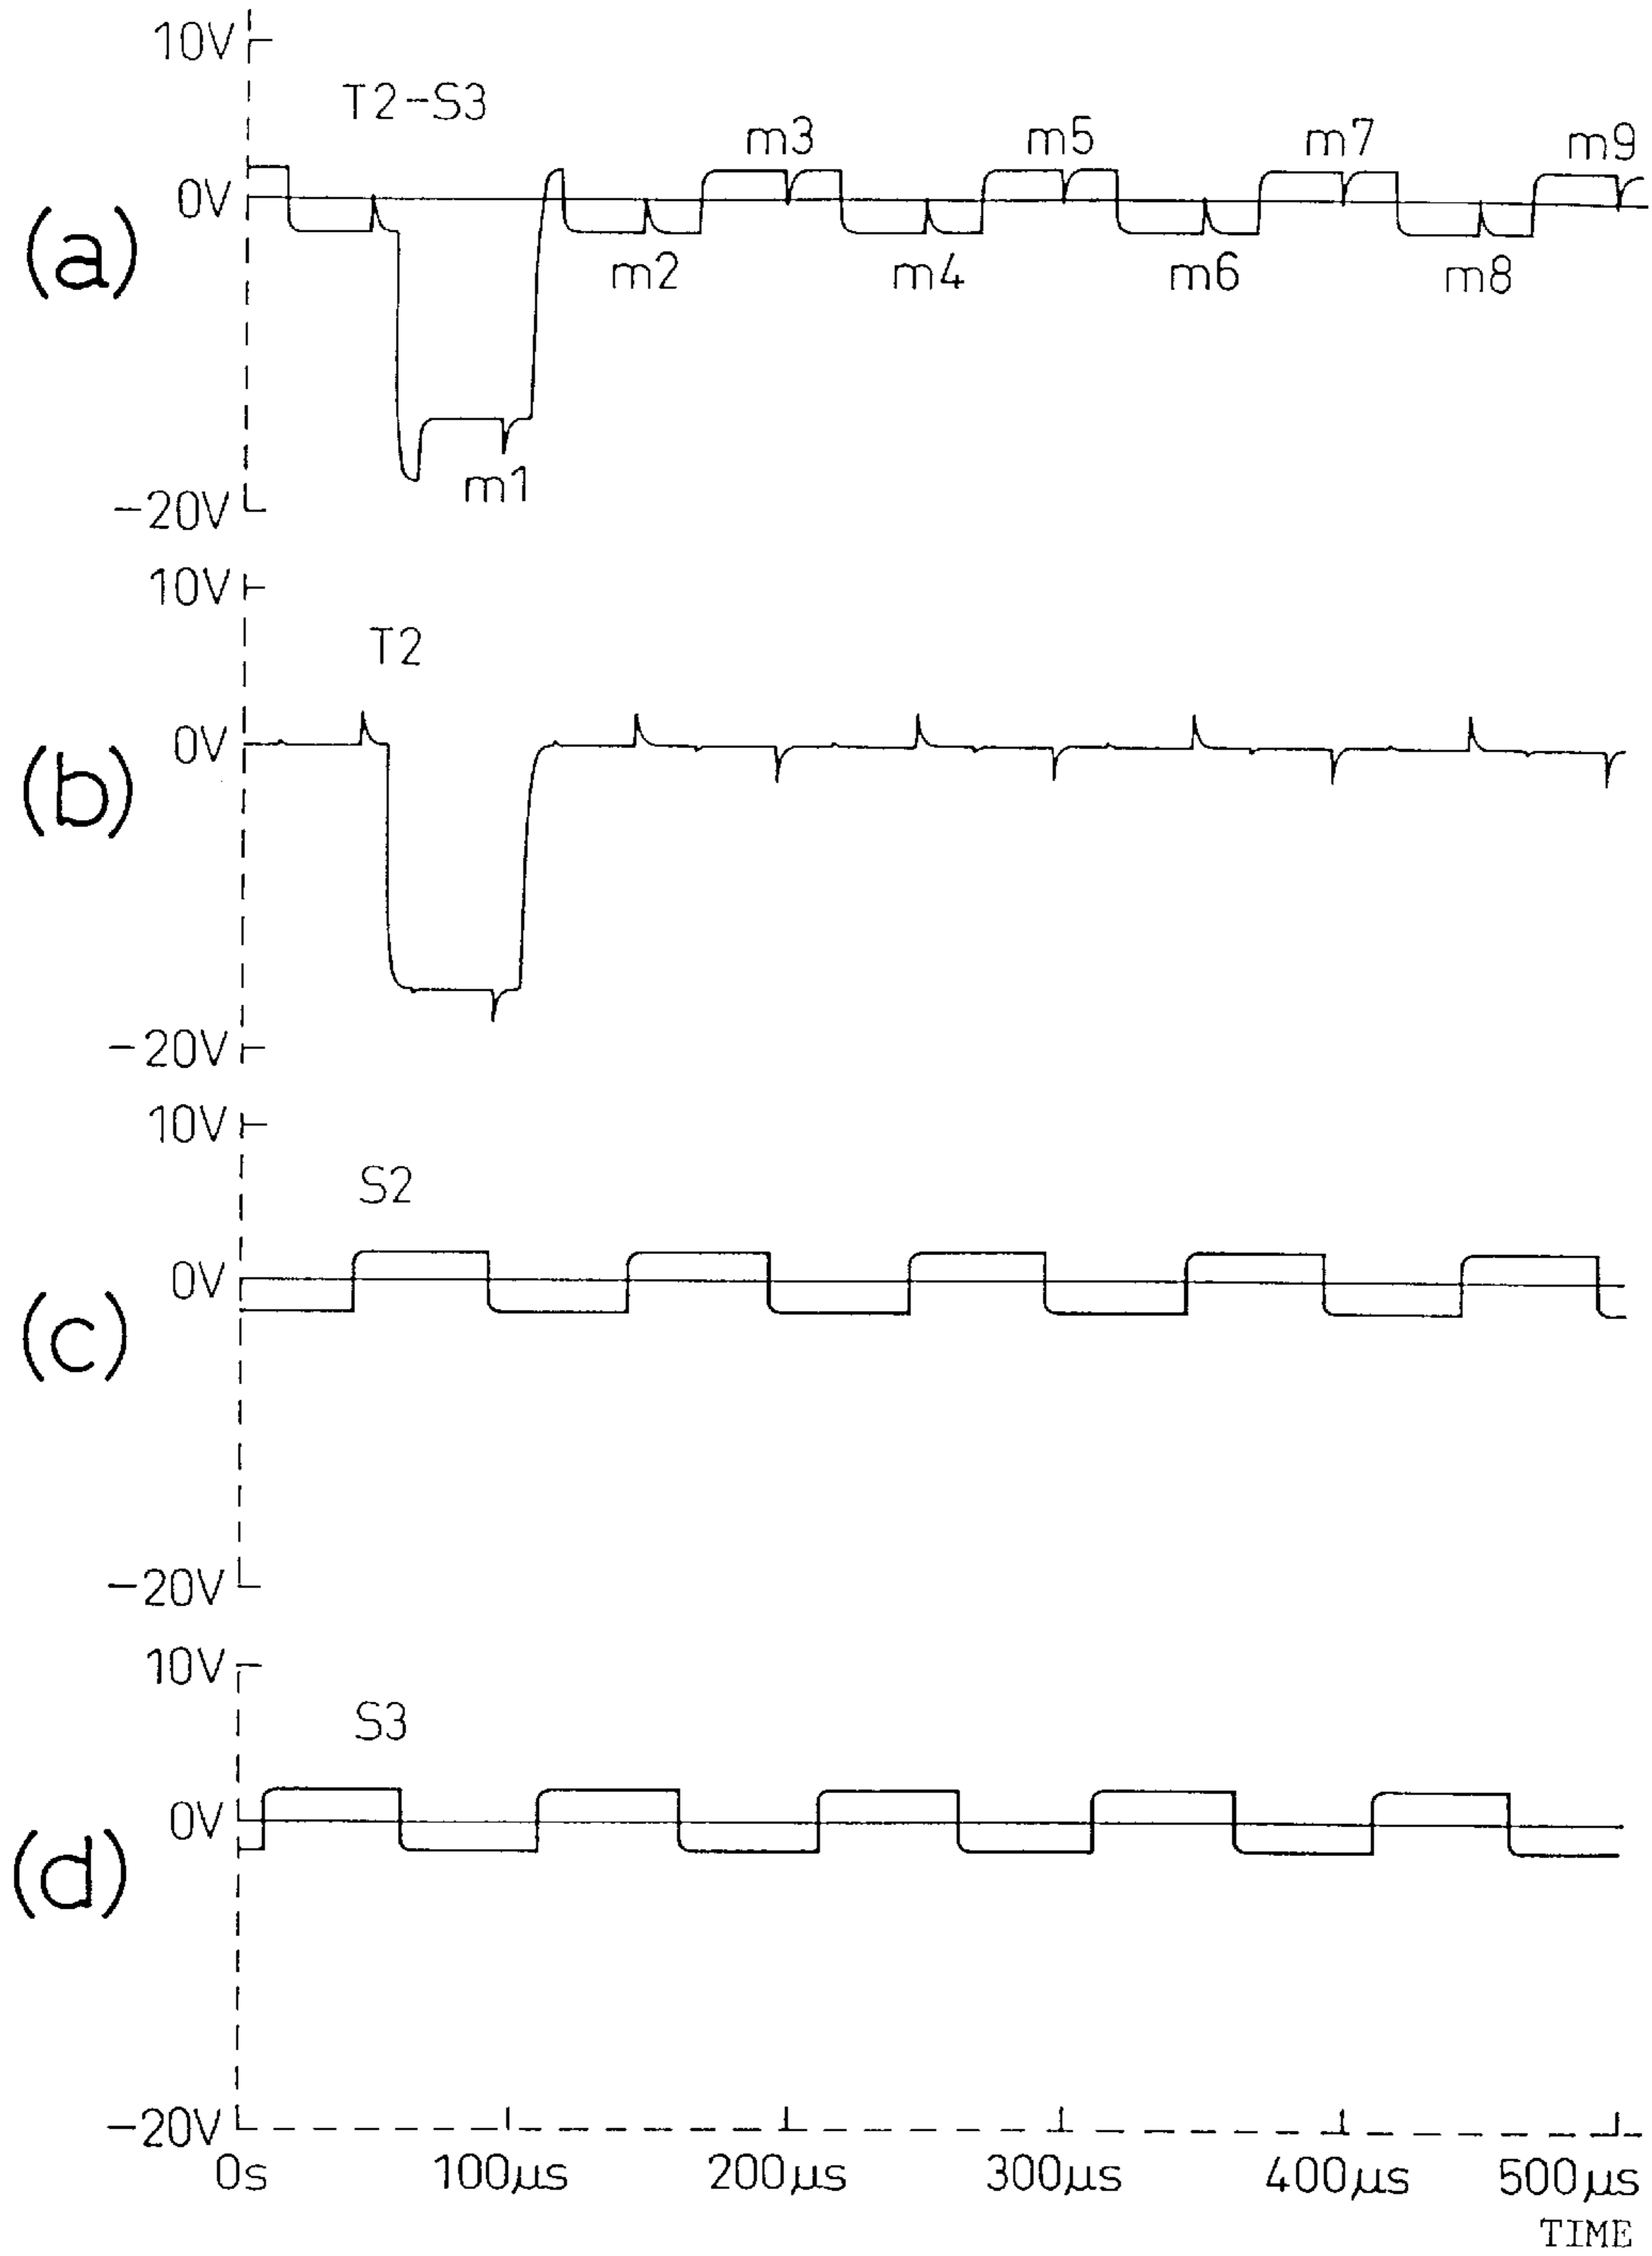 (a)
10V
0V
-20V
T2-S3
m1
m2
m3
m4
m5
m6
m7
m8
m9
(b)
10V
0V
-20V
T2
(c)
10V
0V
-20V
S2
(d)
10V
0V
-20V
S3
0s 100µs 200µs 300µs 400µs 500µs
TIME